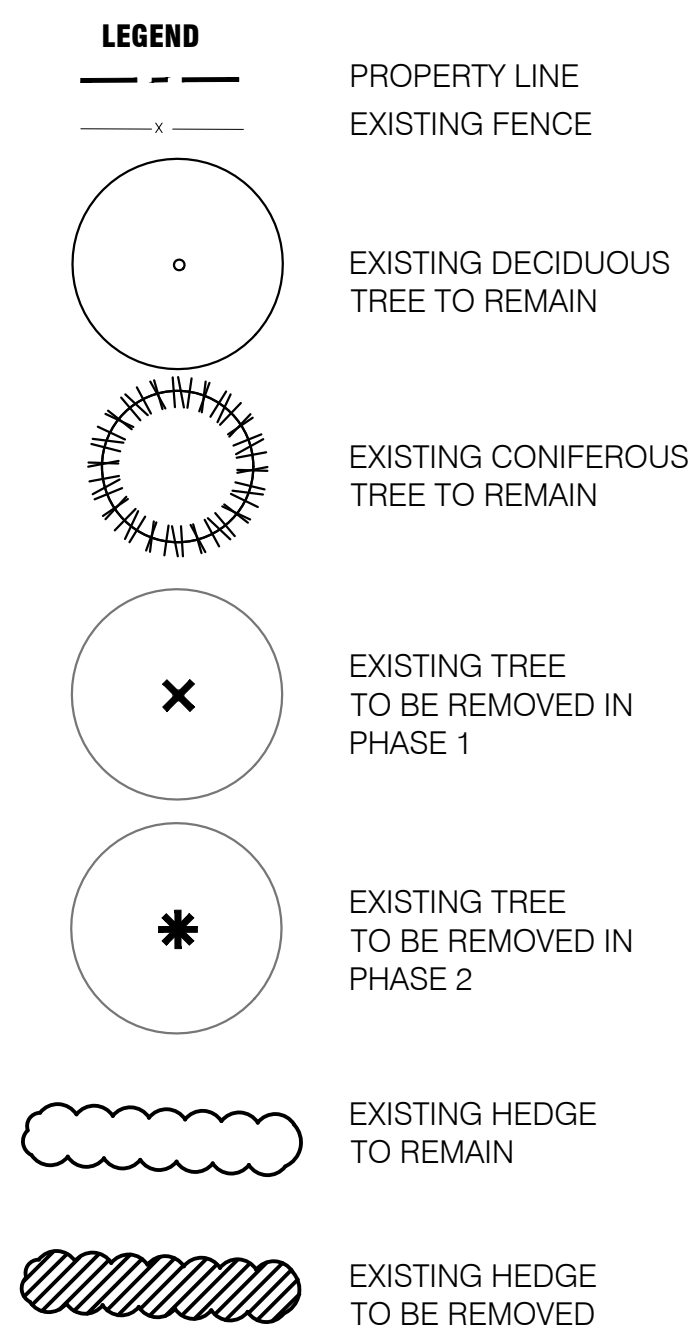 LEGEND
PROPERTY LINE
X
EXISTING FENCE
EXISTING DECIDUOUS
TREE TO REMAIN
EXISTING CONIFEROUS
TREE TO REMAIN
EXISTING TREE
TO BE REMOVED IN
PHASE 1
EXISTING TREE
TO BE REMOVED IN
PHASE 2
EXISTING HEDGE
TO REMAIN
EXISTING HEDGE
TO BE REMOVED